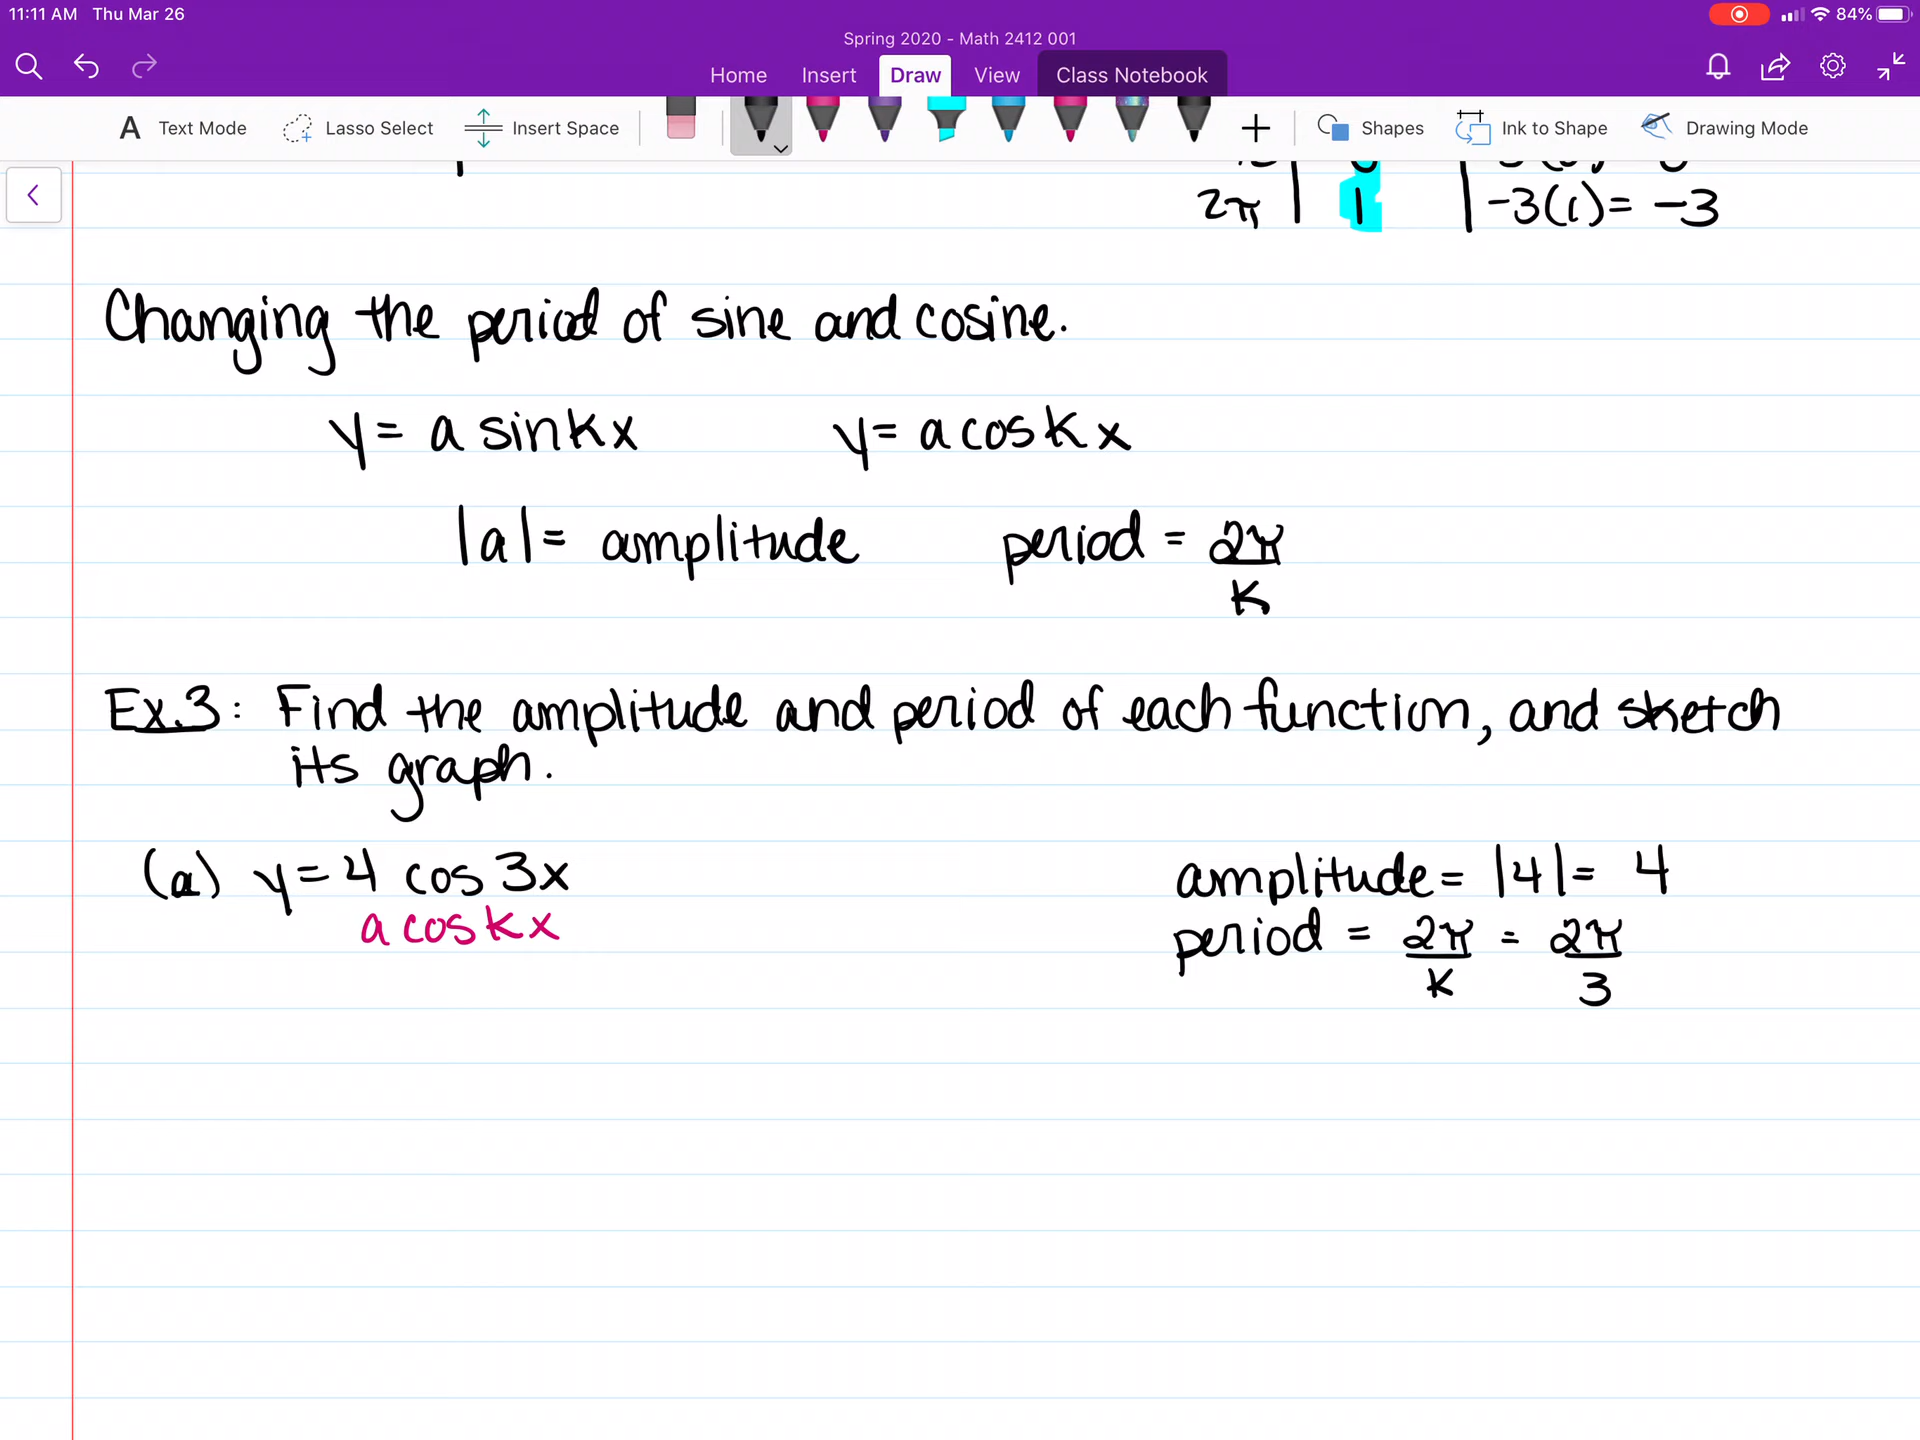 11:11 AM Thu Mar 26
84%
Spring 2020 - Math 2412 001
Home Insert Draw View Class Notebook
A Text Mode Lasso Select Insert Space + Shapes Ink to Shape Drawing Mode
2π | 1 | -3(1) = -3
Changing the period of sine and cosine.
y = a sin kx y = a cos kx
|a| = amplitude period = 2π/k
Ex.3: Find the amplitude and period of each function, and sketch
its graph.
(a) y = 4 cos 3x amplitude = |4| = 4
a cos kx period = 2π/k = 2π/3